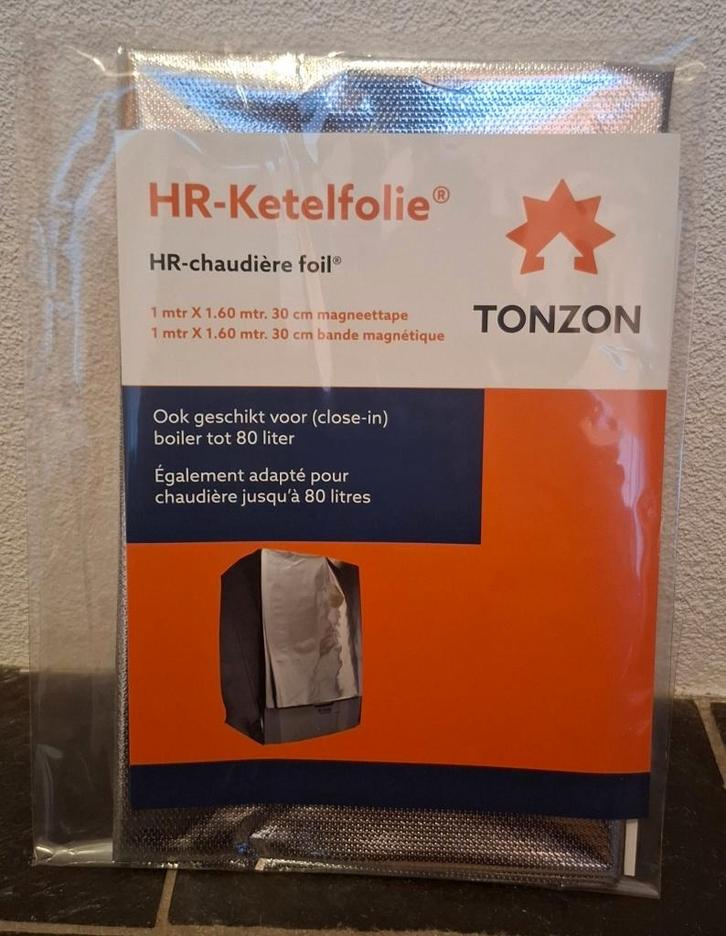 HR-Ketelfolie®
HR-chaudière foil®
1 mtr X 1.60 mtr. 30 cm magneettape
1 mtr X 1.60 mtr. 30 cm bande magnétique
TONZON
Ook geschikt voor (close-in)
boiler tot 80 liter
Également adapté pour
chaudière jusqu'à 80 litres